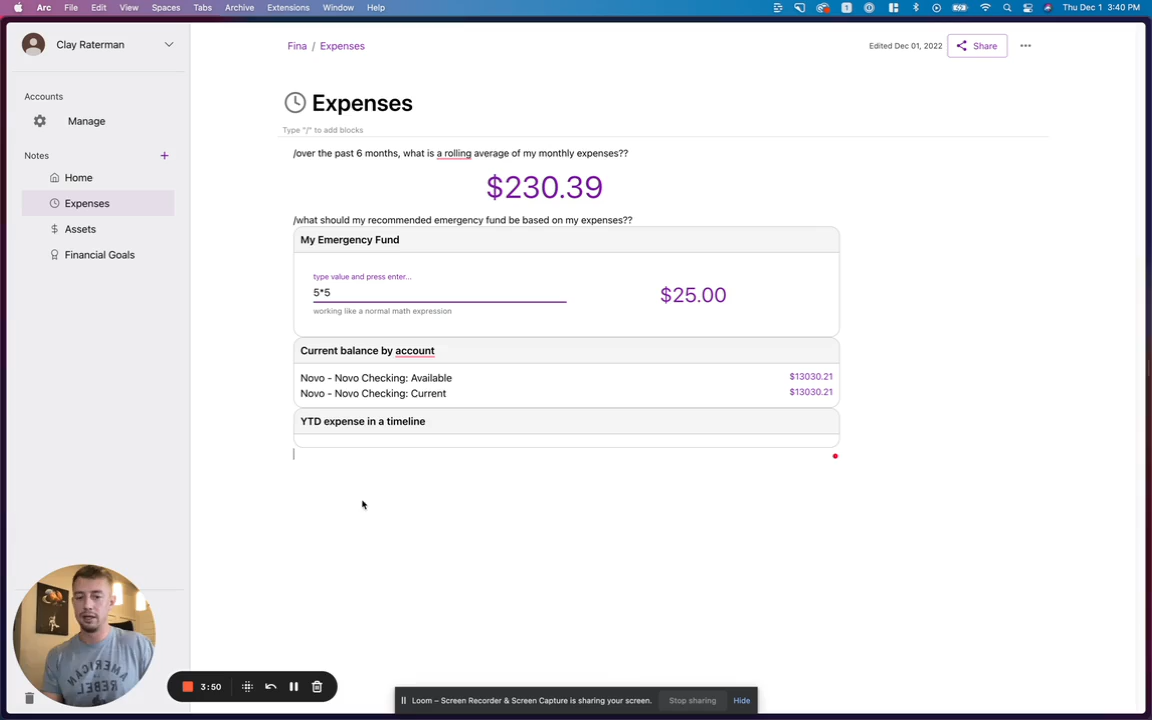 Arc File Edit View Spaces Tabs Archive Extensions Window Help
1
Thu Dec 1 3:40 PM
Clay Raterman
Accounts
Manage
Notes +
Home
Expenses
Assets
Financial Goals
Fina / Expenses
Edited Dec 01, 2022
Share
Expenses
Type "/" to add blocks
/over the past 6 months, what is a rolling average of my monthly expenses??
$230.39
/what should my recommended emergency fund be based on my expenses??
My Emergency Fund
type value and press enter...
5*5
working like a normal math expression
$25.00
Current balance by account
Novo - Novo Checking: Available $13030.21
Novo - Novo Checking: Current $13030.21
YTD expense in a timeline
AMERICAN
REBEL
3:50
Loom – Screen Recorder & Screen Capture is sharing your screen.
Stop sharing
Hide